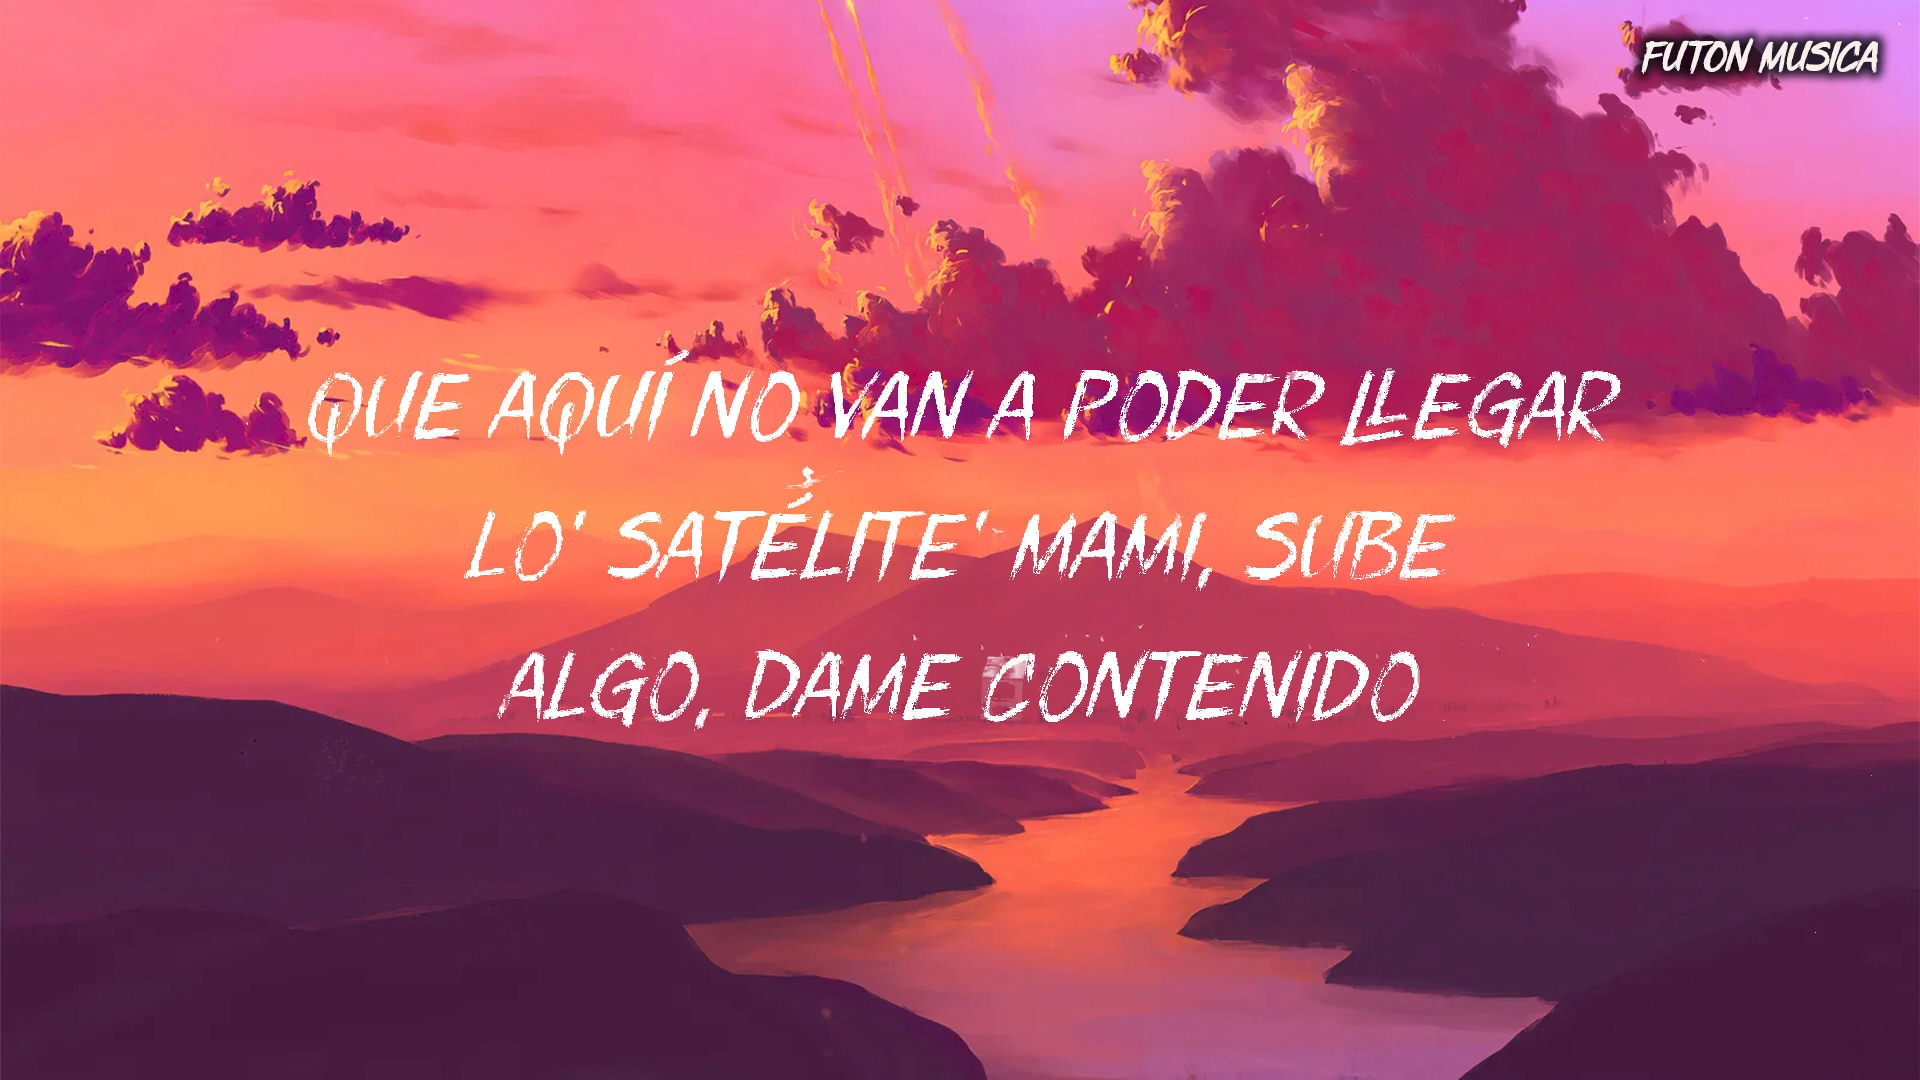 FUTON MUSICA
QUE AQUÍ NO VAN A PODER LLEGAR
LO' SATÉLITE' MAMI, SUBE
ALGO, DAME CONTENIDO